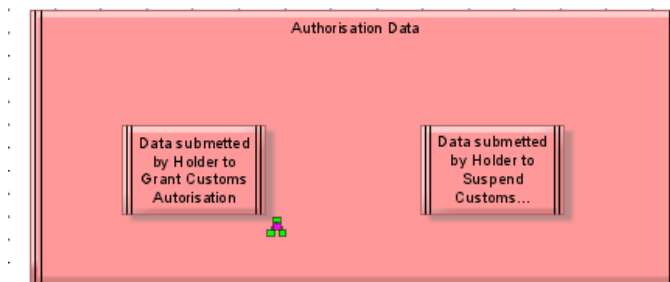 Authorisation Data
Data submetted
by Holder to
Grant Customs
Autorisation
Data submetted
by Holder to
Suspend
Customs...